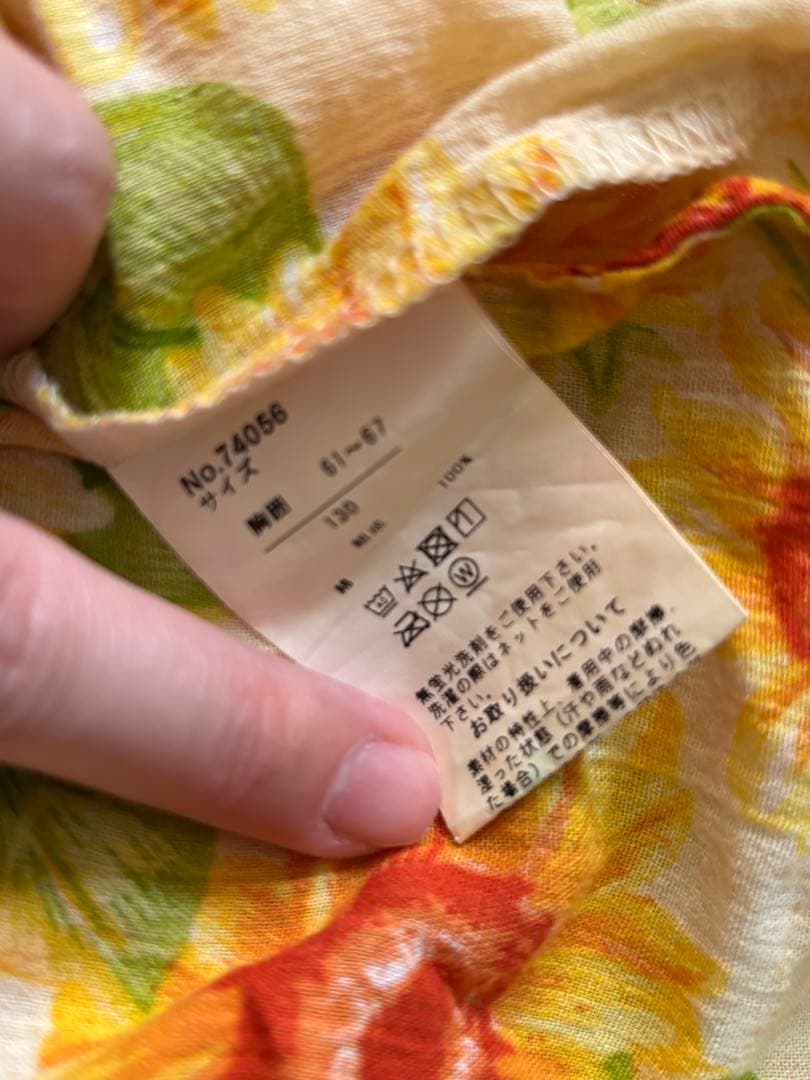 No.74056
サイズ
胸囲 61〜67
130
M
100%
無蛍光洗剤をご使用下さい。
洗濯の際はネットをご使用
下さい。
お取り扱いについて
素材の特性上、着用中の摩擦、
湿った状態（汗や雨などぬれ
た場合）での摩擦等により色